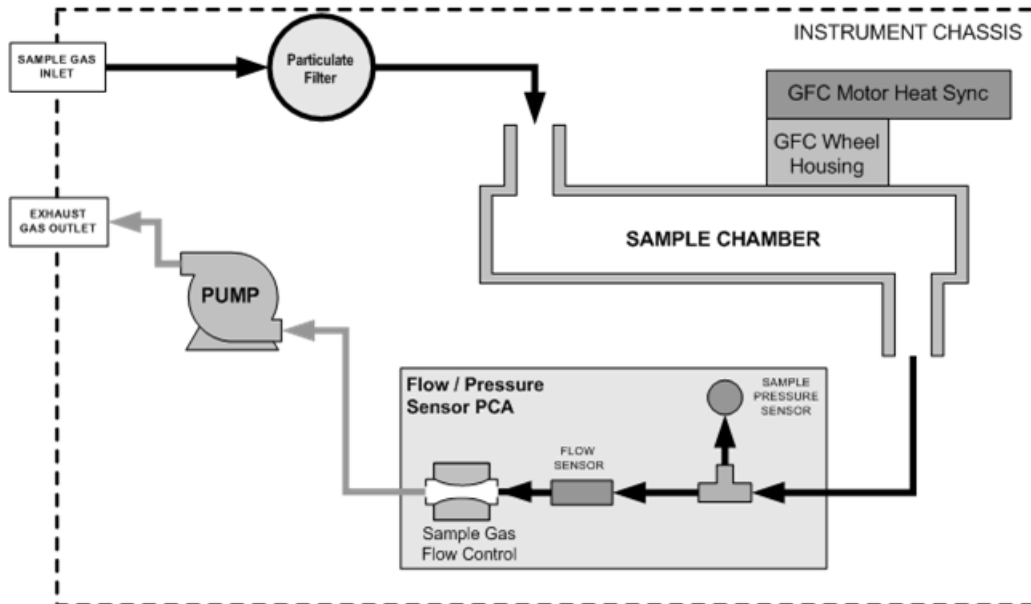 INSTRUMENT CHASSIS
SAMPLE GAS
INLET
Particulate
Filter
GFC Motor Heat Sync
GFC Wheel
Housing
EXHAUST
GAS OUTLET
SAMPLE CHAMBER
PUMP
Flow / Pressure
Sensor PCA
SAMPLE
PRESSURE
SENSOR
FLOW
SENSOR
Sample Gas
Flow Control